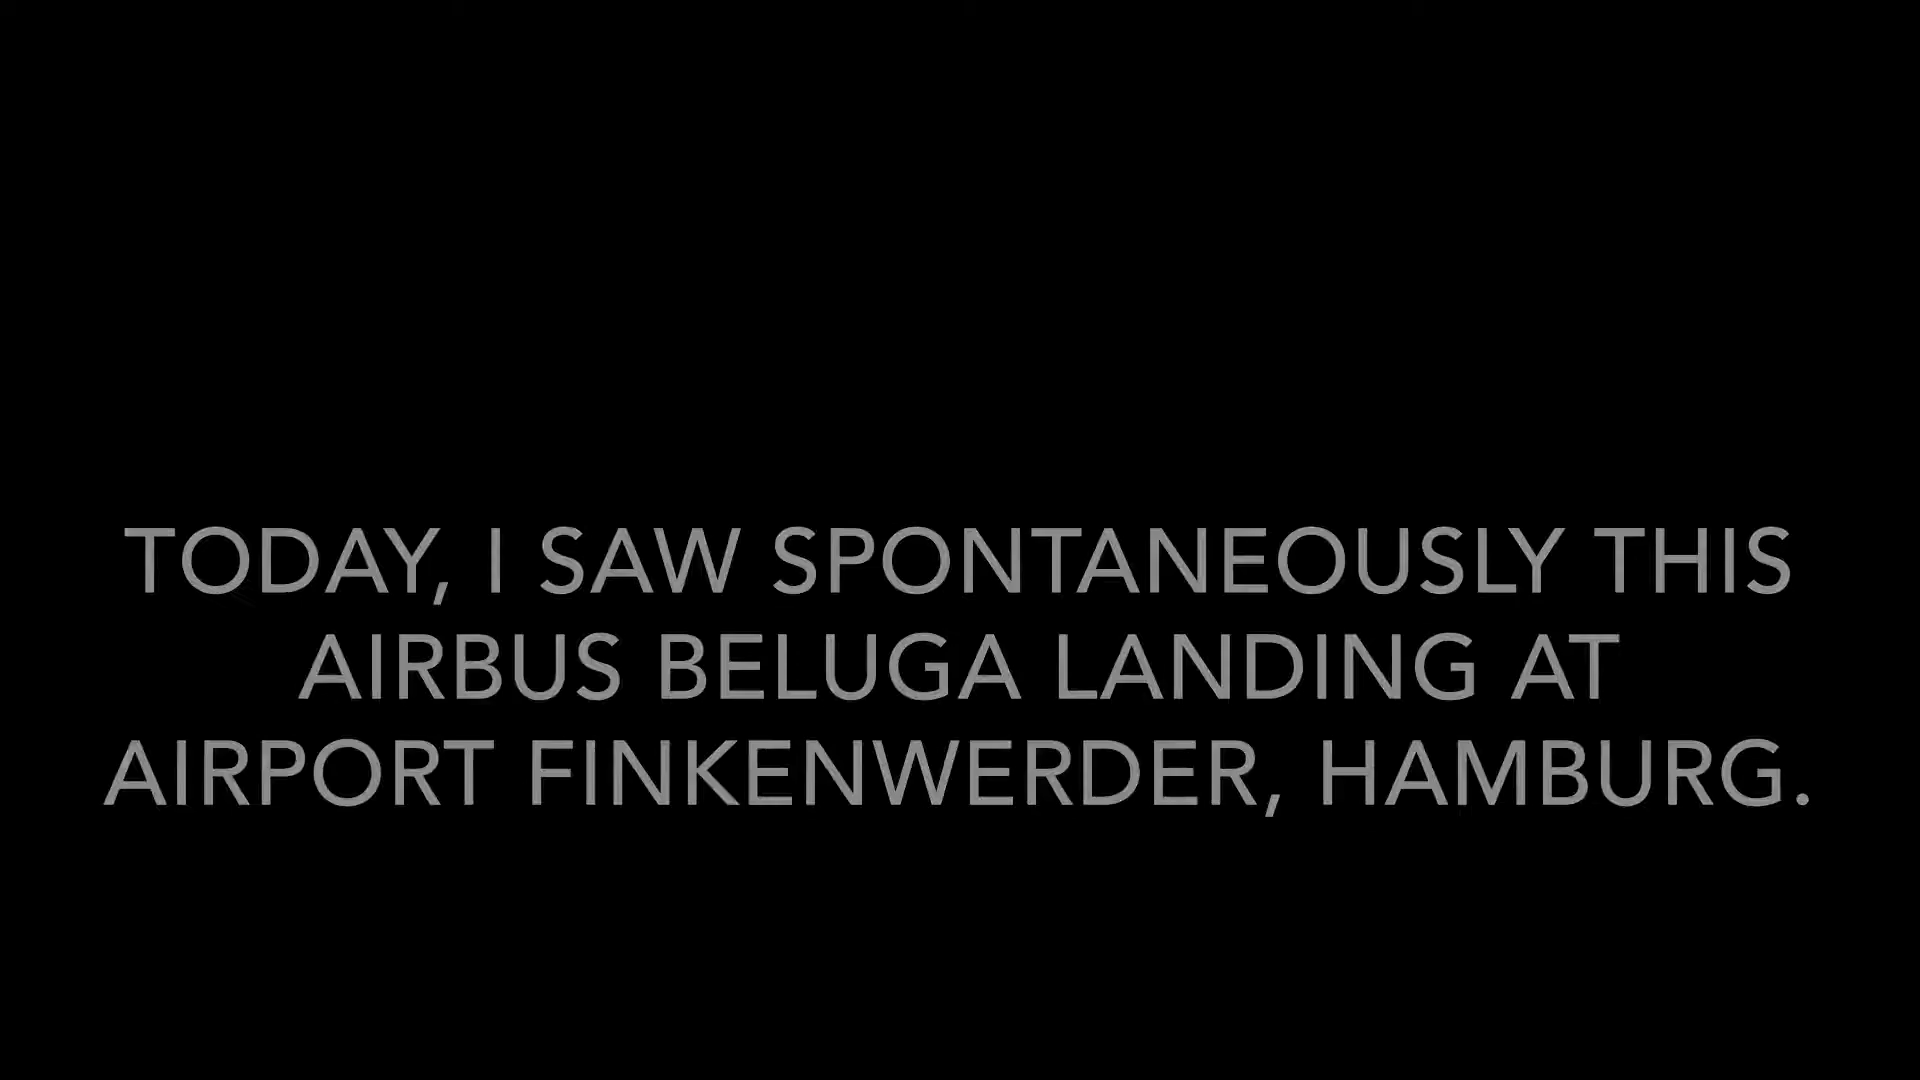 TODAY, I SAW SPONTANEOUSLY THIS
AIRBUS BELUGA LANDING AT
AIRPORT FINKENWERDER, HAMBURG.